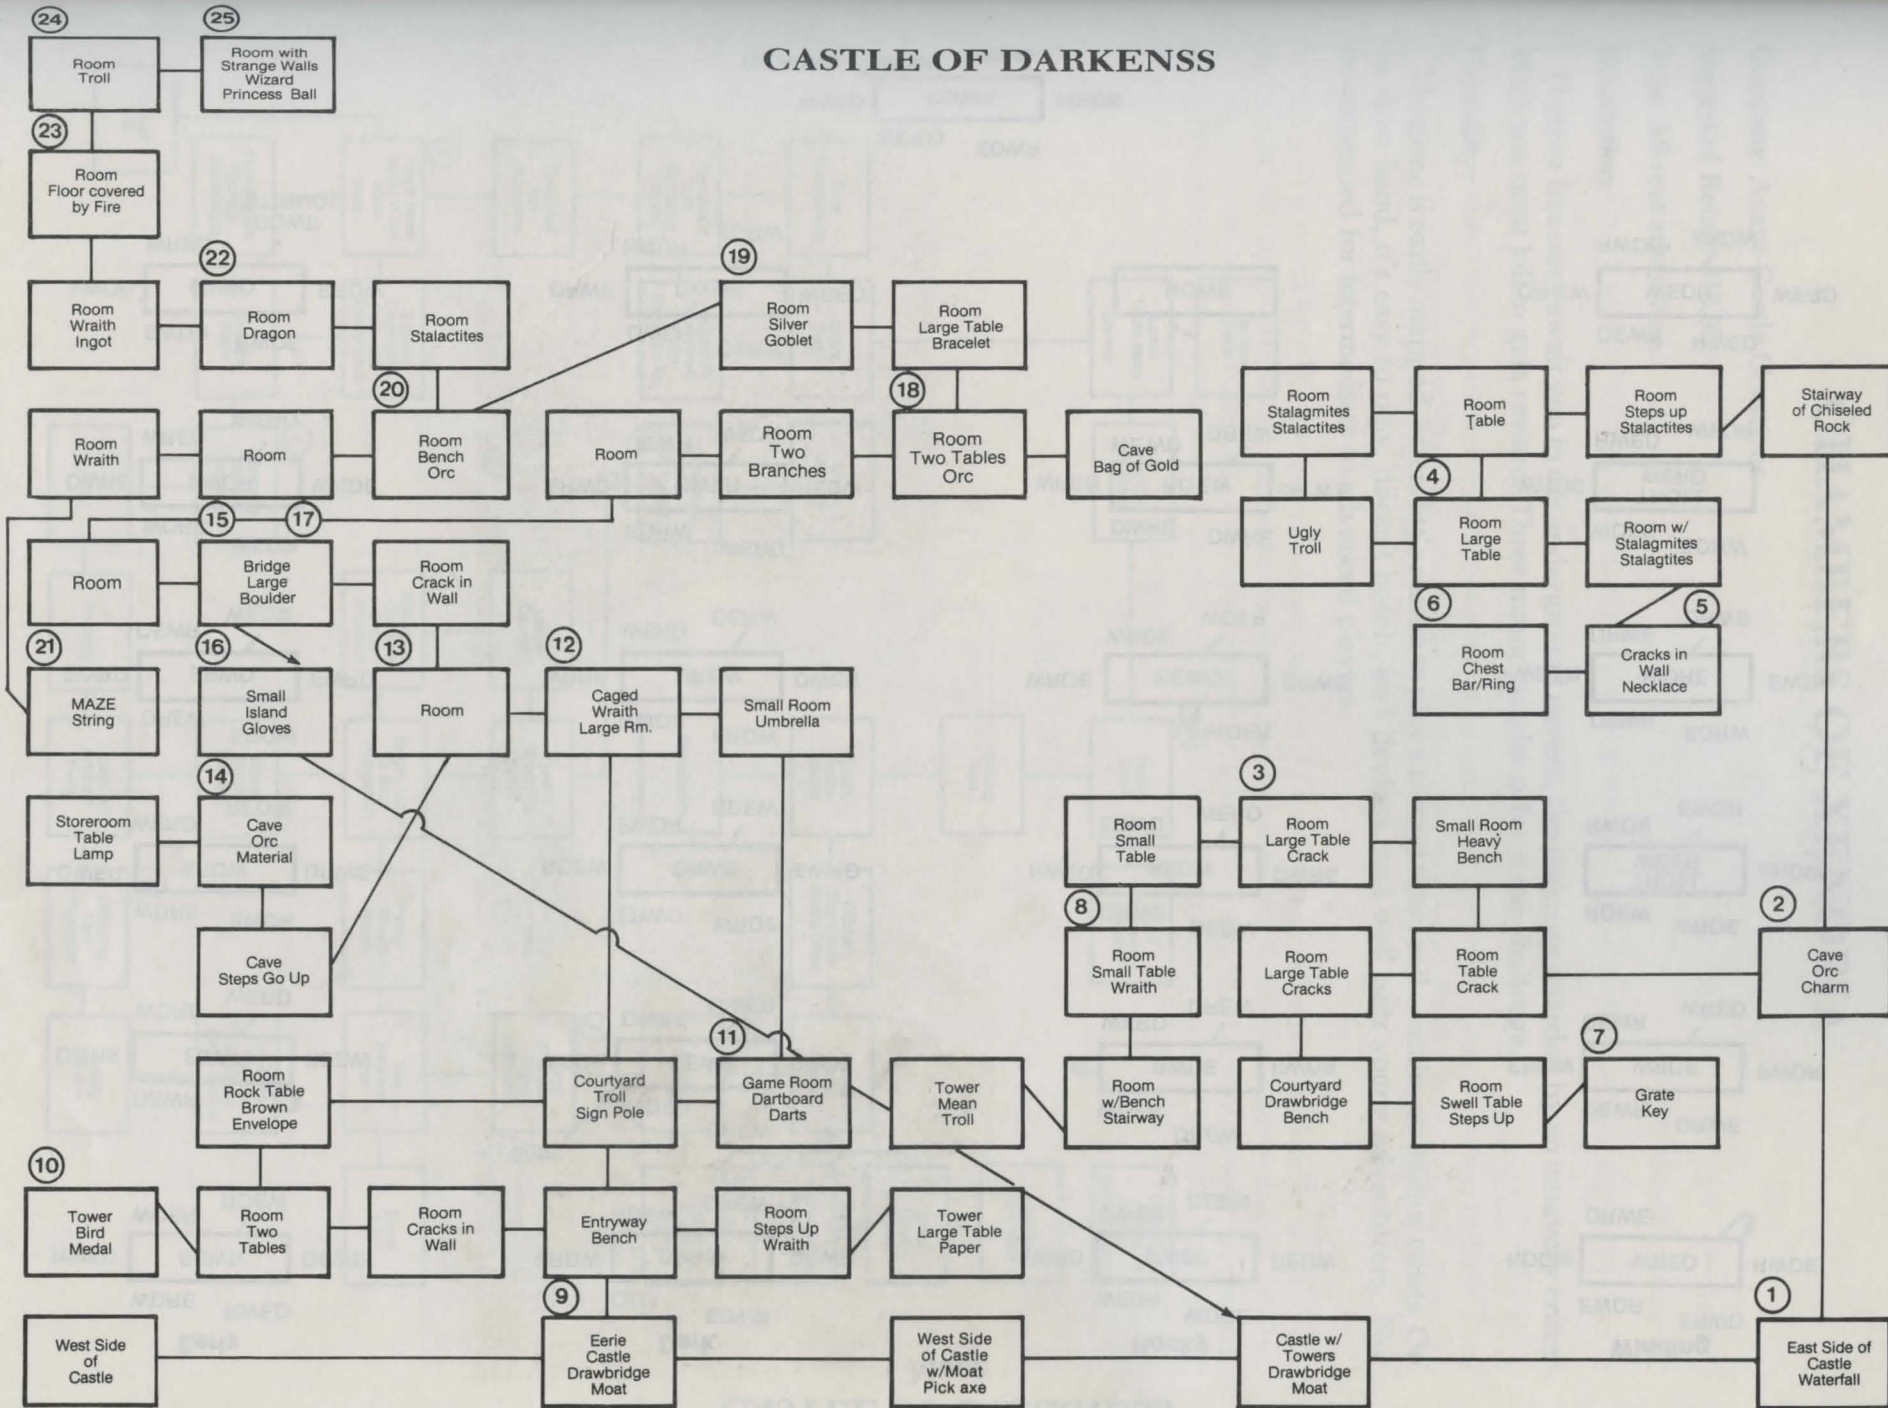 CASTLE OF DARKENSS
24
Room
Troll
25
Room with
Strange Walls
Wizard
Princess Ball
23
Room
Floor covered
by Fire
Room
Wraith
Ingot
22
Room
Dragon
Room
Stalactites
19
Room
Silver
Goblet
Room
Large Table
Bracelet
Room
Stalagmites
Stalactites
Room
Table
Room
Steps up
Stalactites
Stairway
of Chiseled
Rock
Room
Wraith
Room
20
Room
Bench
Orc
Room
Room
Two
Branches
18
Room
Two Tables
Orc
Cave
Bag of Gold
Ugly
Troll
4
Room
Large
Table
Room w/
Stalagmites
Stalagtites
Room
15
17
Bridge
Large
Boulder
Room
Crack in
Wall
6
Room
Chest
Bar/Ring
5
Cracks in
Wall
Necklace
21
MAZE
String
16
Small
Island
Gloves
13
Room
12
Caged
Wraith
Large Rm.
Small Room
Umbrella
Storeroom
Table
Lamp
14
Cave
Orc
Material
Room
Small
Table
3
Room
Large Table
Crack
Small Room
Heavy
Bench
Cave
Steps Go Up
8
Room
Small Table
Wraith
Room
Large Table
Cracks
Room
Table
Crack
2
Cave
Orc
Charm
Room
Rock Table
Brown
Envelope
Courtyard
Troll
Sign Pole
11
Game Room
Dartboard
Darts
Tower
Mean
Troll
Room
w/Bench
Stairway
Courtyard
Drawbridge
Bench
Room
Swell Table
Steps Up
7
Grate
Key
10
Tower
Bird
Medal
Room
Two
Tables
Room
Cracks in
Wall
Entryway
Bench
Room
Steps Up
Wraith
Tower
Large Table
Paper
West Side
of
Castle
9
Eerie
Castle
Drawbridge
Moat
West Side
of Castle
w/Moat
Pick axe
Castle w/
Towers
Drawbridge
Moat
1
East Side of
Castle
Waterfall